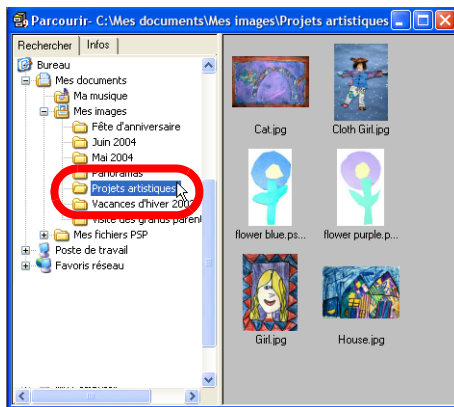 Parcourir- C:\Mes documents\Mes images\Projets artistiques
Rechercher
Infos
Bureau
Mes documents
Ma musique
Mes images
Fête d'anniversaire
Juin 2004
Mai 2004
Panoramas
Projets artistiques
Vacances d'hiver 2003
Visite des grands parent
Mes fichiers PSP
Poste de travail
Favoris réseau
Cat.jpg
Cloth Girl.jpg
flower blue.ps...
flower purple.p...
Girl.jpg
House.jpg